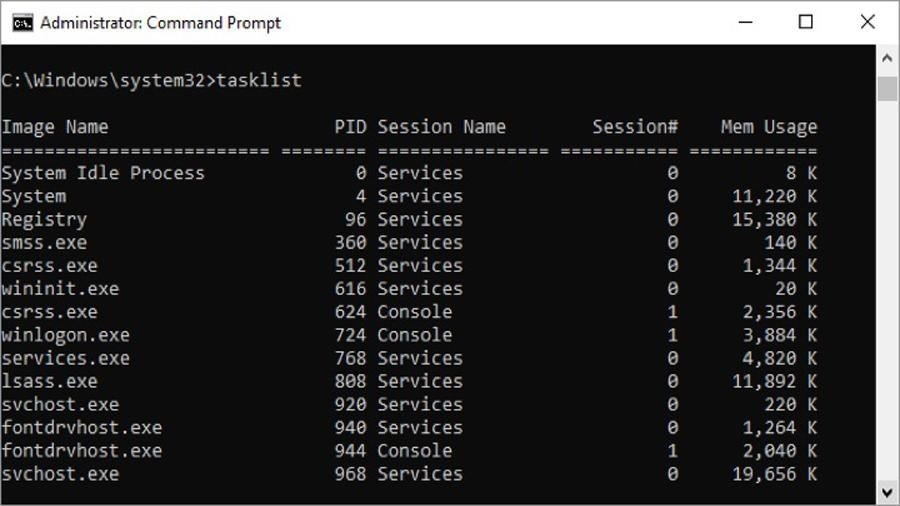 Administrator: Command Prompt
C:\Windows\system32>tasklist
Image Name                     PID Session Name        Session#    Mem Usage
========================= ======== ================ =========== ============
System Idle Process              0 Services                   0          8 K
System                           4 Services                   0     11,220 K
Registry                        96 Services                   0     15,380 K
smss.exe                       360 Services                   0        140 K
csrss.exe                      512 Services                   0      1,344 K
wininit.exe                    616 Services                   0         20 K
csrss.exe                      624 Console                    1      2,356 K
winlogon.exe                   724 Console                    1      3,884 K
services.exe                   768 Services                   0      4,820 K
lsass.exe                      808 Services                   0     11,892 K
svchost.exe                    920 Services                   0        220 K
fontdrvhost.exe                940 Services                   0      1,264 K
fontdrvhost.exe                944 Console                    1      2,040 K
svchost.exe                    968 Services                   0     19,656 K